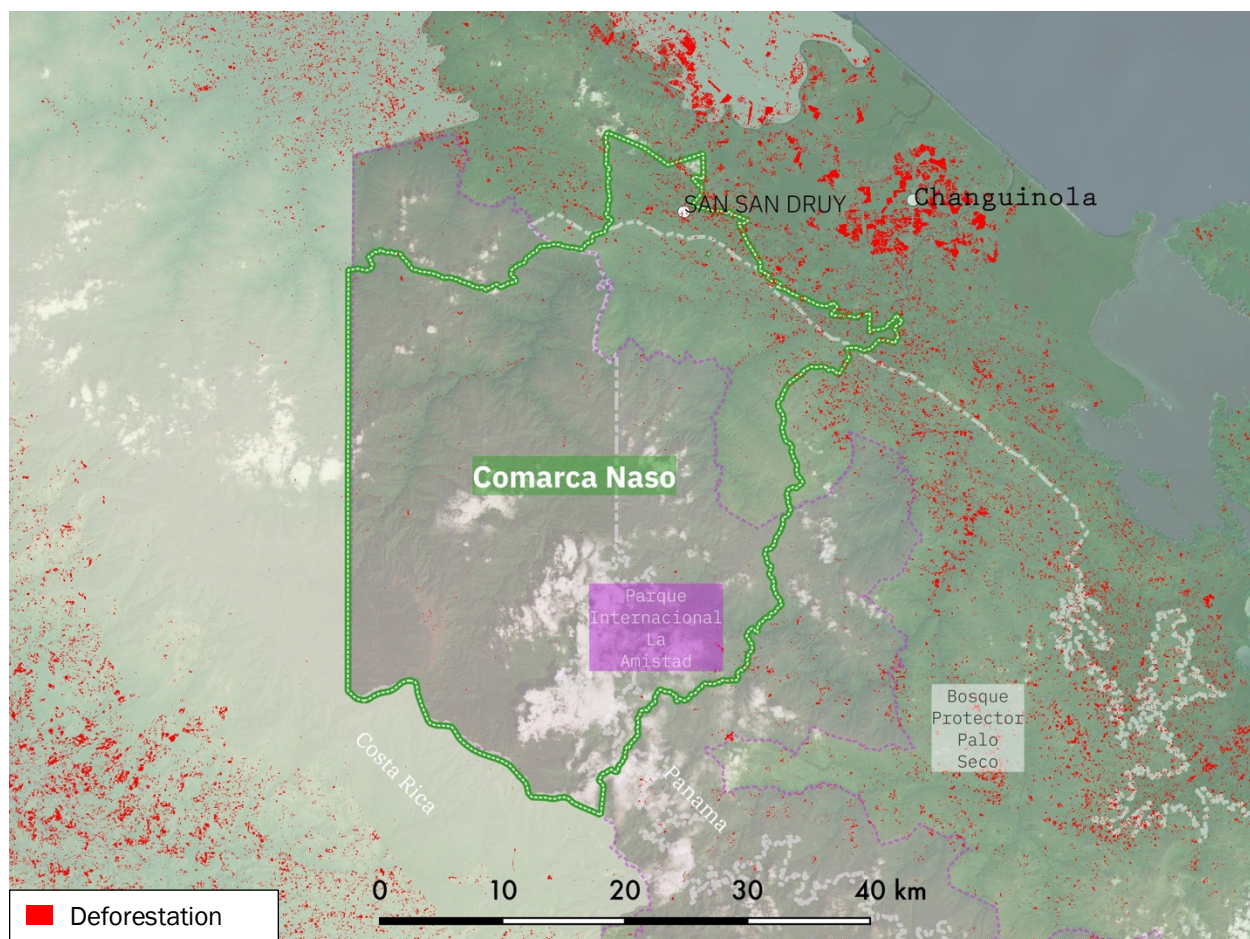 SAN SAN DRUY
Changuinola
Comarca Naso
Parque
Internacional
La
Amistad
Bosque
Protector
Palo
Seco
Costa Rica
Panama
0 10 20 30 40 km
Deforestation